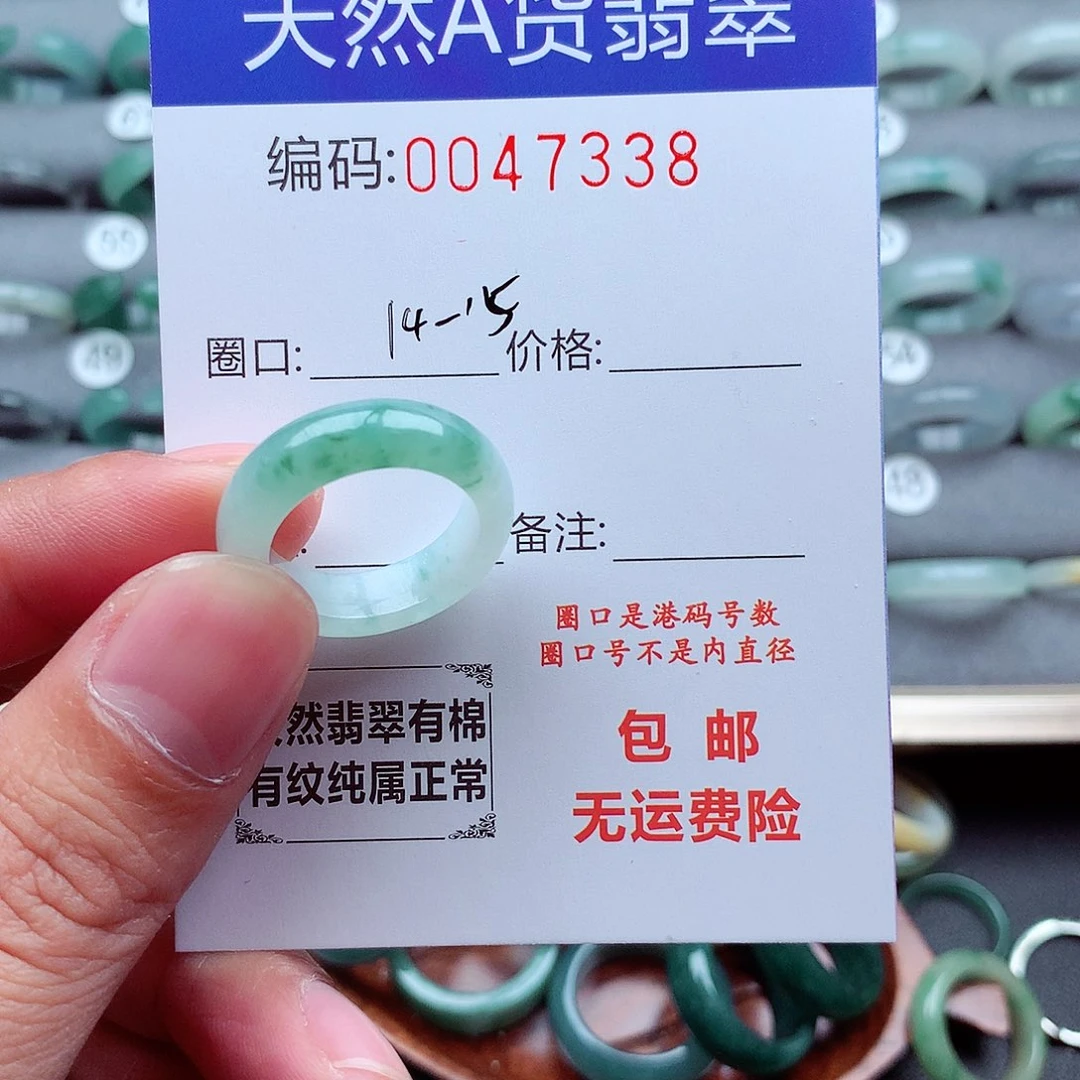 天然A货翡翠
编码:0047338
圈口: 14-15 价格:
备注:
圈口是港码号数
圈口号不是内直径
然翡翠有棉
有纹纯属正常
包 邮
无运费险
55
49
54
48